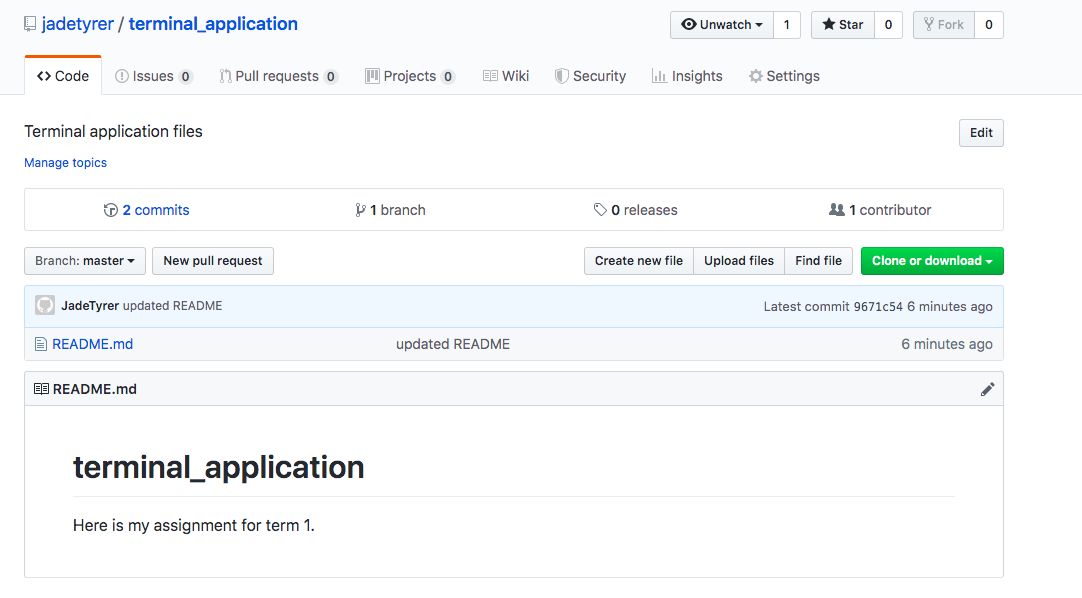 jadetyrer / terminal_application Unwatch 1 Star 0 Fork 0
Code Issues 0 Pull requests 0 Projects 0 Wiki Security Insights Settings
Terminal application files Edit
Manage topics
2 commits 1 branch 0 releases 1 contributor
Branch: master New pull request Create new file Upload files Find file Clone or download
JadeTyrer updated README Latest commit 9671c54 6 minutes ago
README.md updated README 6 minutes ago
README.md
terminal_application
Here is my assignment for term 1.